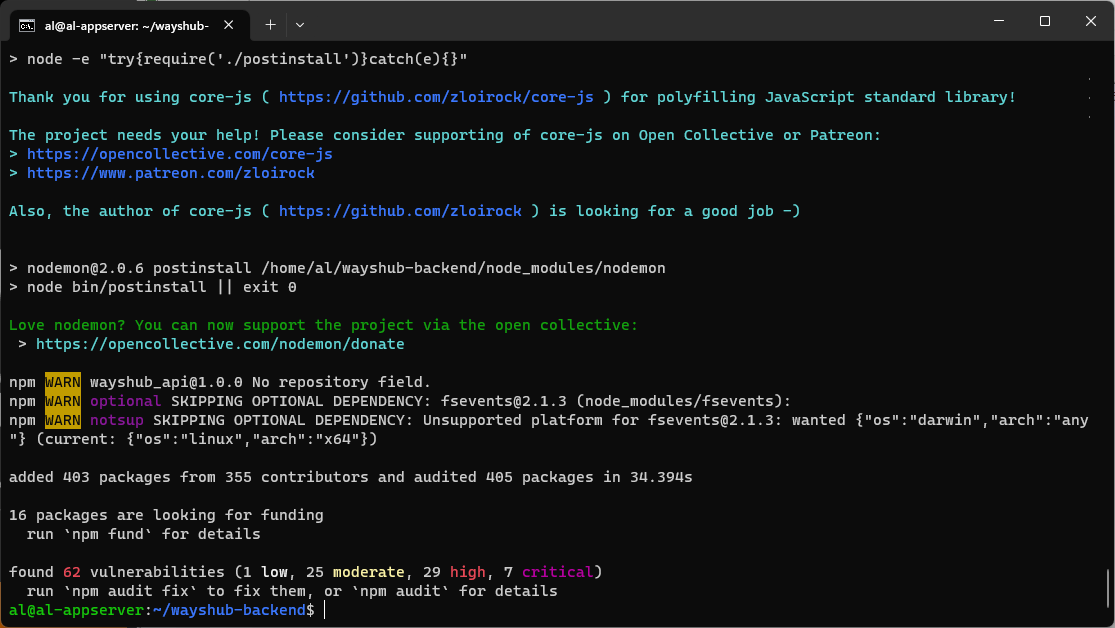 al@al-appserver: ~/wayshub-
> node -e "try{require('./postinstall')}catch(e){}"
Thank you for using core-js ( https://github.com/zloirock/core-js ) for polyfilling JavaScript standard library!
The project needs your help! Please consider supporting of core-js on Open Collective or Patreon:
> https://opencollective.com/core-js
> https://www.patreon.com/zloirock
Also, the author of core-js ( https://github.com/zloirock ) is looking for a good job -)
> nodemon@2.0.6 postinstall /home/al/wayshub-backend/node_modules/nodemon
> node bin/postinstall || exit 0
Love nodemon? You can now support the project via the open collective:
> https://opencollective.com/nodemon/donate
npm WARN wayshub_api@1.0.0 No repository field.
npm WARN optional SKIPPING OPTIONAL DEPENDENCY: fsevents@2.1.3 (node_modules/fsevents):
npm WARN notsup SKIPPING OPTIONAL DEPENDENCY: Unsupported platform for fsevents@2.1.3: wanted {"os":"darwin","arch":"any
"} (current: {"os":"linux","arch":"x64"})
added 403 packages from 355 contributors and audited 405 packages in 34.394s
16 packages are looking for funding
run `npm fund` for details
found 62 vulnerabilities (1 low, 25 moderate, 29 high, 7 critical)
run `npm audit fix` to fix them, or `npm audit` for details
al@al-appserver:~/wayshub-backend$